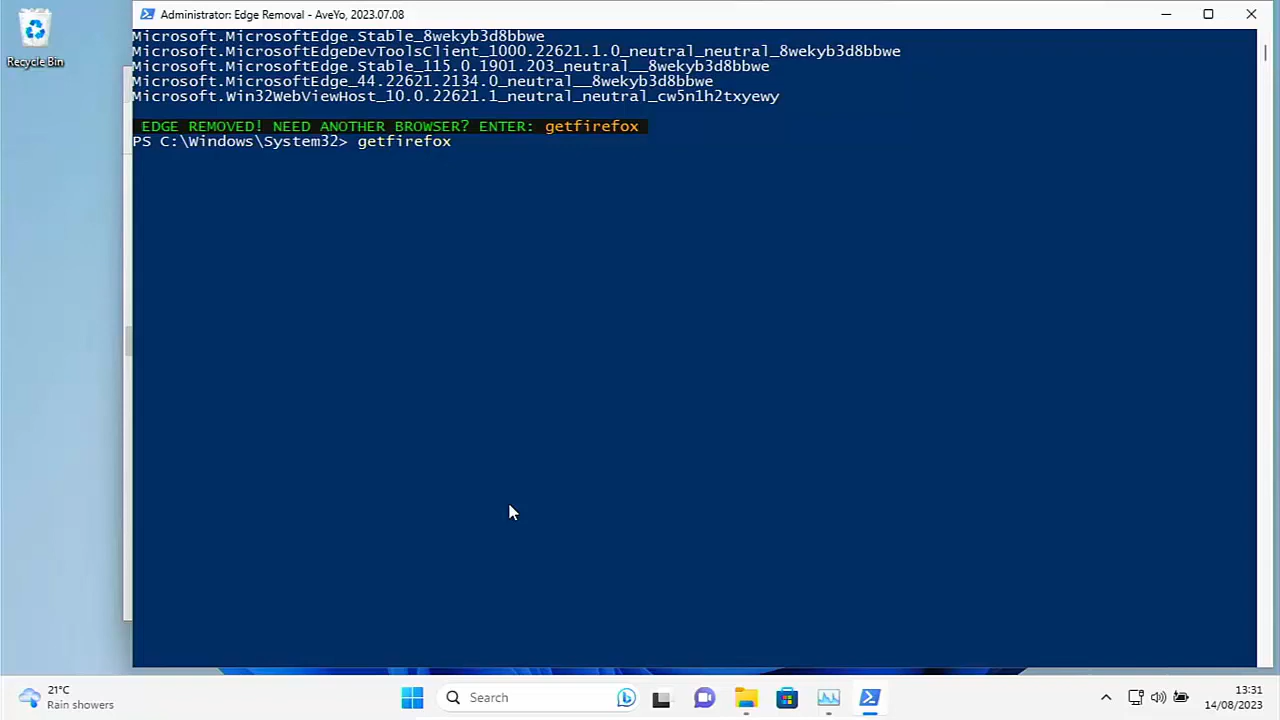 Administrator: Edge Removal - AveYo, 2023.07.08
Recycle Bin
Microsoft.MicrosoftEdge.Stable_8wekyb3d8bbwe
Microsoft.MicrosoftEdgeDevToolsClient_1000.22621.1.0_neutral_neutral_8wekyb3d8bbwe
Microsoft.MicrosoftEdge.Stable_115.0.1901.203_neutral__8wekyb3d8bbwe
Microsoft.MicrosoftEdge_44.22621.2134.0_neutral__8wekyb3d8bbwe
Microsoft.Win32WebViewHost_10.0.22621.1_neutral_neutral_cw5n1h2txyewy
EDGE REMOVED! NEED ANOTHER BROWSER? ENTER: getfirefox
PS C:\Windows\System32> getfirefox
21°C
Rain showers
Search
13:31
14/08/2023